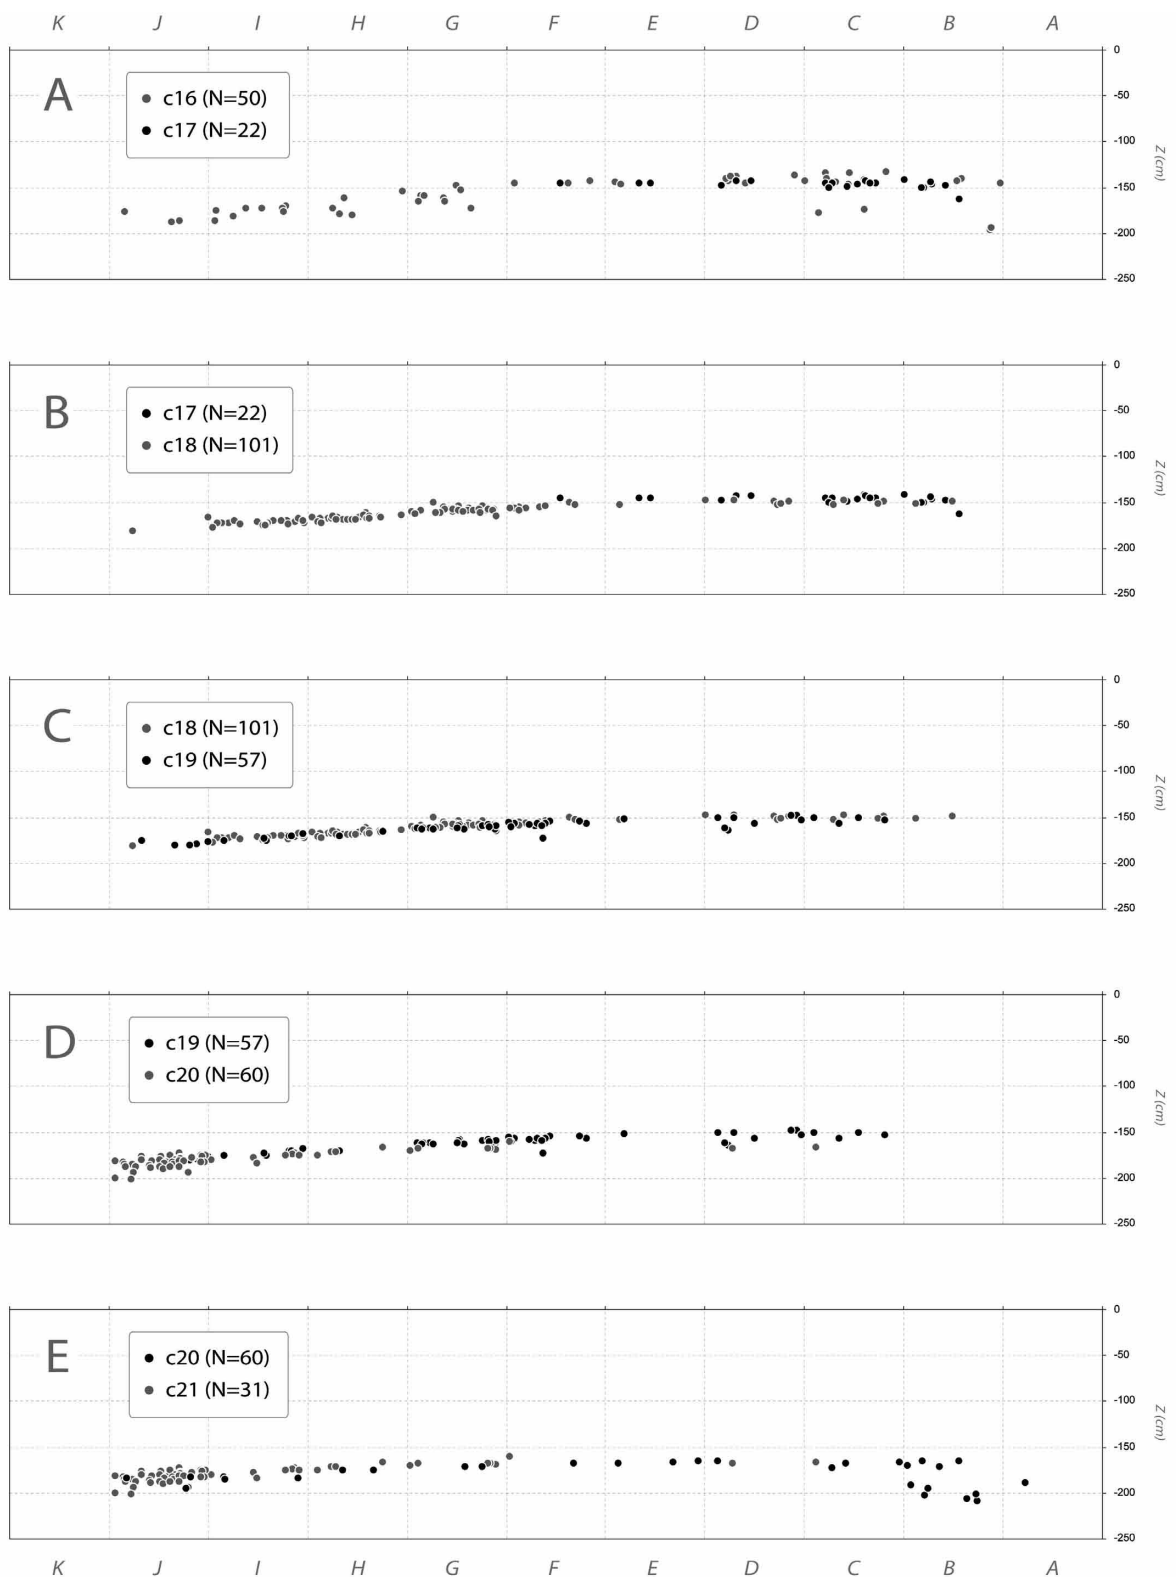 K J I H G F E D C B A
0
A
c16 (N=50)
-50
c17 (N=22)
-100
Z (cm)
-150
-200
-250
0
B
c17 (N=22)
-50
c18 (N=101)
-100
Z (cm)
-150
-200
-250
0
C
c18 (N=101)
-50
c19 (N=57)
-100
Z (cm)
-150
-200
-250
0
D
c19 (N=57)
-50
c20 (N=60)
-100
Z (cm)
-150
-200
-250
0
E
c20 (N=60)
-50
c21 (N=31)
-100
Z (cm)
-150
-200
-250
K J I H G F E D C B A